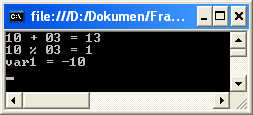 file:///D:/Dokumen/Fra...
10 + 03 = 13
10 % 03 = 1
var1 = -10